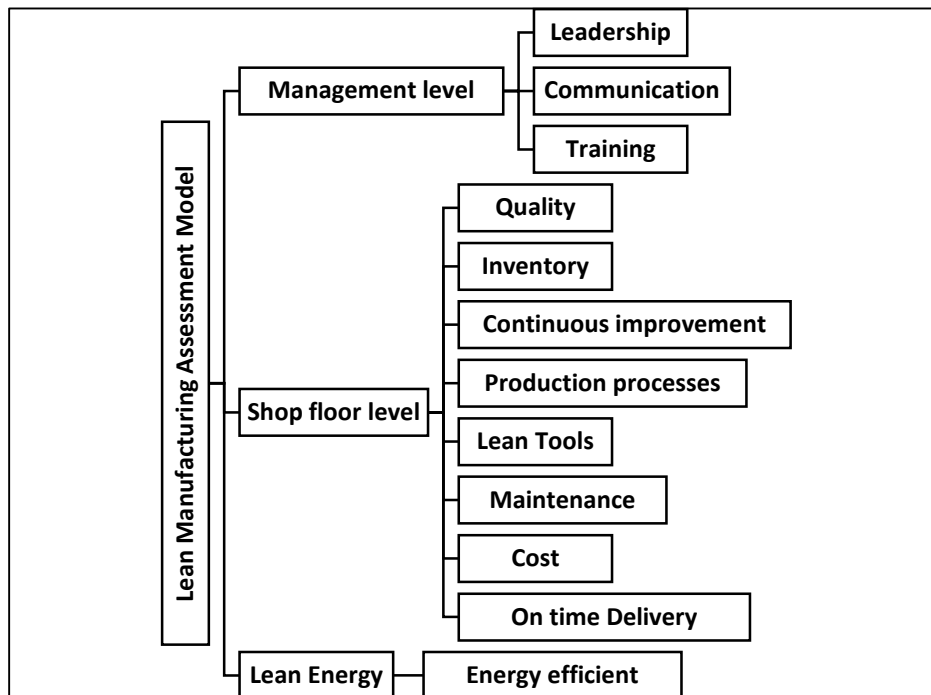 Lean Manufacturing Assessment Model
Management level
Leadership
Communication
Training
Shop floor level
Quality
Inventory
Continuous improvement
Production processes
Lean Tools
Maintenance
Cost
On time Delivery
Lean Energy
Energy efficient